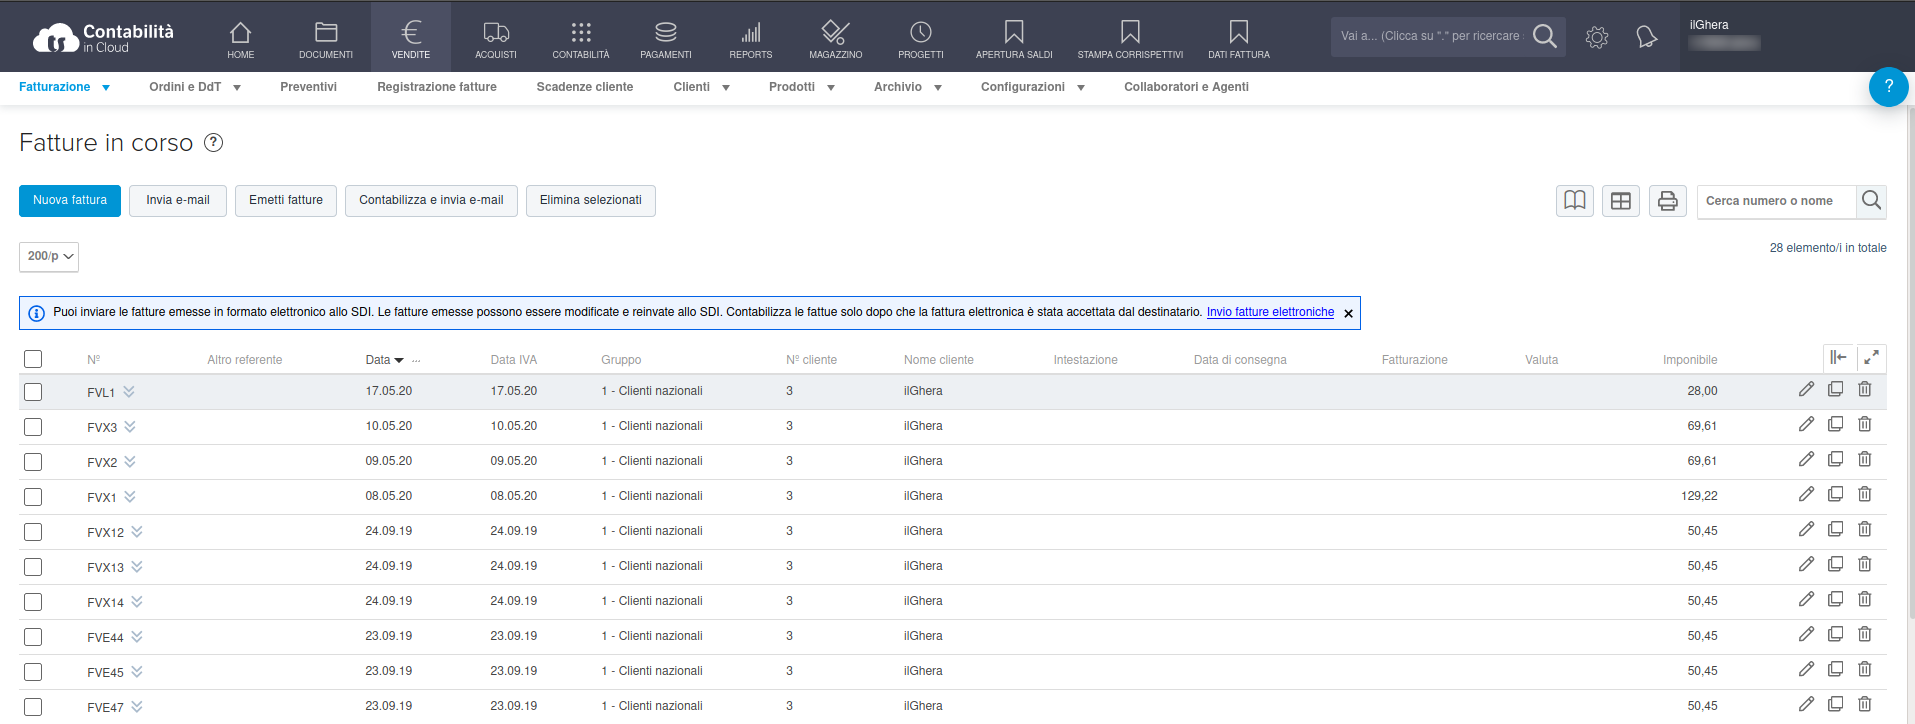 Contabilità
in Cloud
HOME
DOCUMENTI
VENDITE
ACQUISTI
CONTABILITÀ
PAGAMENTI
REPORTS
MAGAZZINO
PROGETTI
APERTURA SALDI
STAMPA CORRISPETTIVI
DATI FATTURA
Vai a... (Clicca su "." per ricercare
ilGhera
Fatturazione Ordini e DdT Preventivi Registrazione fatture Scadenze cliente Clienti Prodotti Archivio Configurazioni Collaboratori e Agenti ?
Fatture in corso ?
Nuova fattura Invia e-mail Emetti fatture Contabilizza e invia e-mail Elimina selezionati Cerca numero o nome
200/p 28 elemento/i in totale
Puoi inviare le fatture emesse in formato elettronico allo SDI. Le fatture emesse possono essere modificate e reinvate allo SDI. Contabilizza le fattue solo dopo che la fattura elettronica è stata accettata dal destinatario. Invio fatture elettroniche
Nº Altro referente Data ... Data IVA Gruppo Nº cliente Nome cliente Intestazione Data di consegna Fatturazione Valuta Imponibile
FVL1 17.05.20 17.05.20 1 - Clienti nazionali 3 ilGhera 28,00
FVX3 10.05.20 10.05.20 1 - Clienti nazionali 3 ilGhera 69,61
FVX2 09.05.20 09.05.20 1 - Clienti nazionali 3 ilGhera 69,61
FVX1 08.05.20 08.05.20 1 - Clienti nazionali 3 ilGhera 129,22
FVX12 24.09.19 24.09.19 1 - Clienti nazionali 3 ilGhera 50,45
FVX13 24.09.19 24.09.19 1 - Clienti nazionali 3 ilGhera 50,45
FVX14 24.09.19 24.09.19 1 - Clienti nazionali 3 ilGhera 50,45
FVE44 23.09.19 23.09.19 1 - Clienti nazionali 3 ilGhera 50,45
FVE45 23.09.19 23.09.19 1 - Clienti nazionali 3 ilGhera 50,45
FVE47 23.09.19 23.09.19 1 - Clienti nazionali 3 ilGhera 50,45